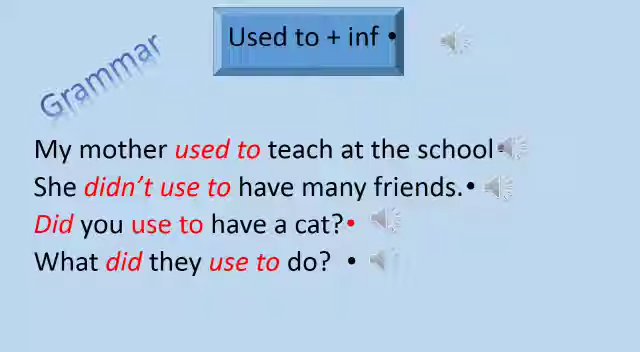 Used to + inf •
Grammar
My mother used to teach at the school•
She didn't use to have many friends.•
Did you use to have a cat?•
What did they use to do? •